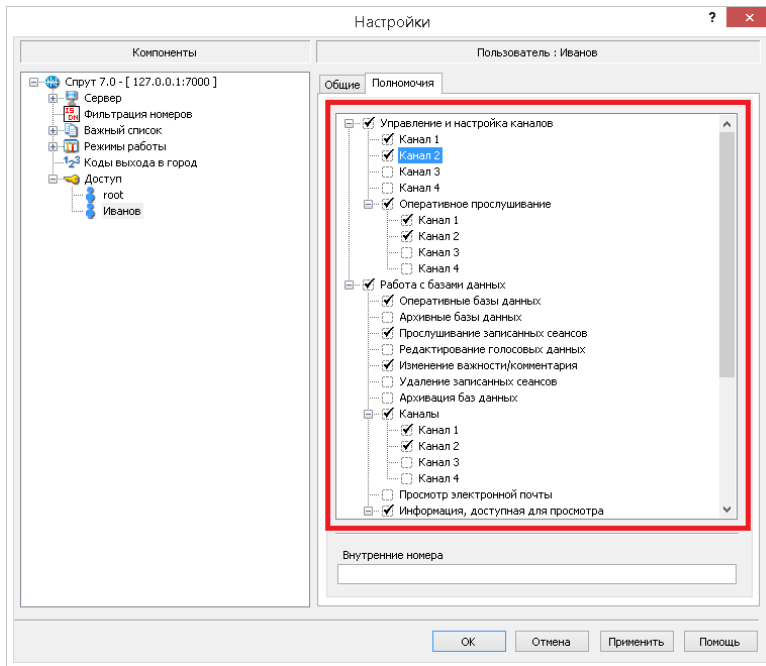 Настройки
?
×
Компоненты
Пользователь : Иванов
Спрут 7.0 - [ 127.0.0.1:7000 ]
Сервер
IS DN Фильтрация номеров
Важный список
Режимы работы
123 Коды выхода в город
Доступ
root
Иванов
Общие
Полномочия
Управление и настройка каналов
Канал 1
Канал 2
Канал 3
Канал 4
Оперативное прослушивание
Канал 1
Канал 2
Канал 3
Канал 4
Работа с базами данных
Оперативные базы данных
Архивные базы данных
Прослушивание записанных сеансов
Редактирование голосовых данных
Изменение важности/комментария
Удаление записанных сеансов
Архивация баз данных
Каналы
Канал 1
Канал 2
Канал 3
Канал 4
Просмотр электронной почты
Информация, доступная для просмотра
Внутренние номера
ОК
Отмена
Применить
Помощь